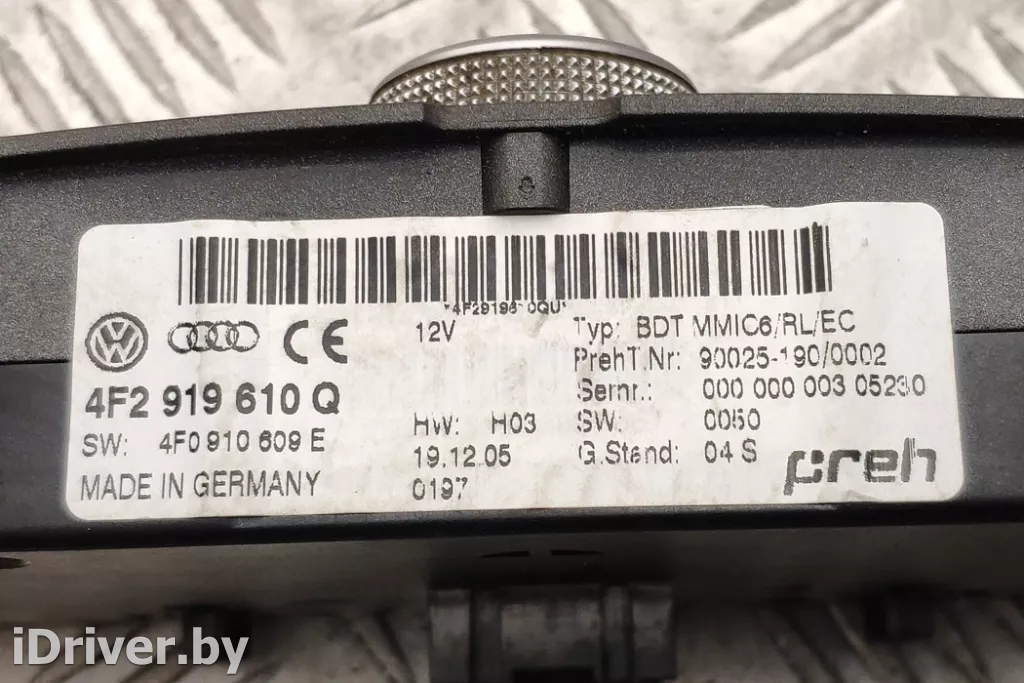 12V
Typ: BDT MMIC6/RL/EC
PrehT.Nr: 90025-190/0002
4F2 919 610 Q
Sernr.: 000 000 003 05230
SW: 4F0 910 609 E
HW: H03
SW: 0050
19.12.05
G.Stand: 04 S
MADE IN GERMANY
0197
preh
iDriver.by